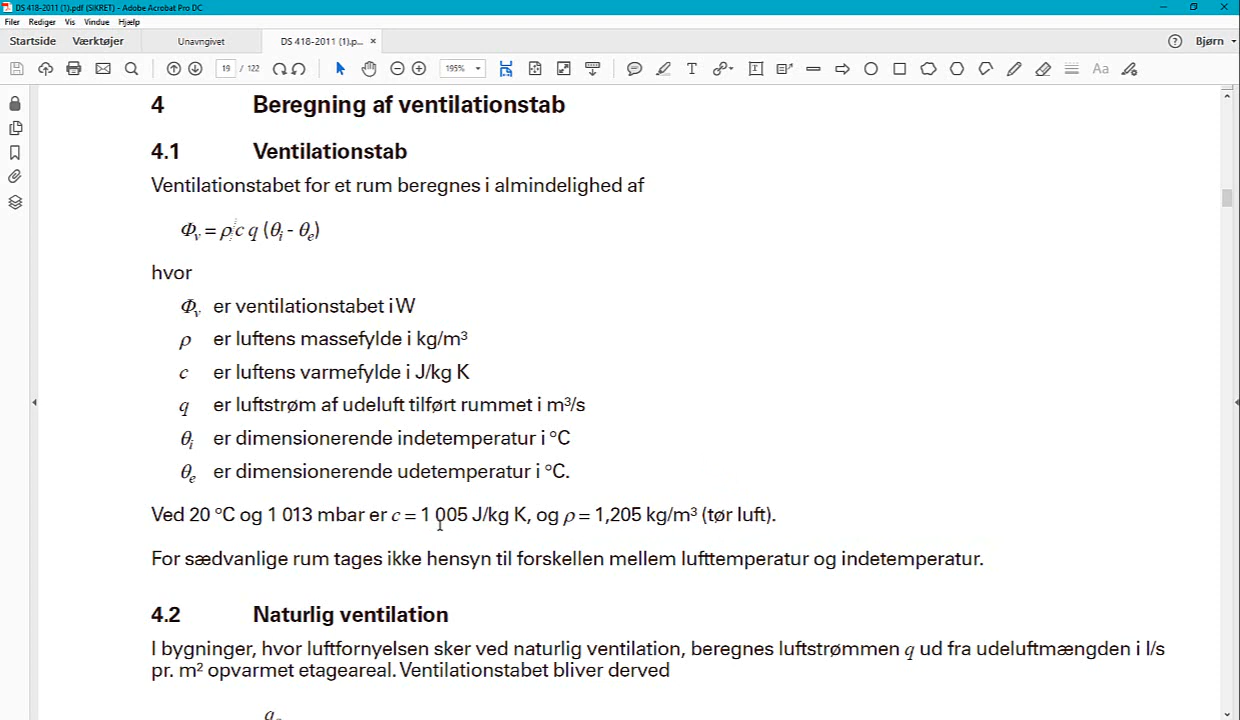 DS 418-2011 (1).pdf (SIKRET) - Adobe Acrobat Pro DC
Filer Rediger Vis Vindue Hjælp
Startside Værktøjer Unavngivet DS 418-2011 (1).p... × Bjørn
19 / 122 195%
4 Beregning af ventilationstab
4.1 Ventilationstab
Ventilationstabet for et rum beregnes i almindelighed af
Φv = ρ c q (θi - θe)
hvor
Φv er ventilationstabet i W
ρ er luftens massefylde i kg/m³
c er luftens varmefylde i J/kg K
q er luftstrøm af udeluft tilført rummet i m³/s
θi er dimensionerende indetemperatur i °C
θe er dimensionerende udetemperatur i °C.
Ved 20 °C og 1 013 mbar er c = 1 005 J/kg K, og ρ = 1,205 kg/m³ (tør luft).
For sædvanlige rum tages ikke hensyn til forskellen mellem lufttemperatur og indetemperatur.
4.2 Naturlig ventilation
I bygninger, hvor luftfornyelsen sker ved naturlig ventilation, beregnes luftstrømmen q ud fra udeluftmængden i l/s
pr. m² opvarmet etageareal. Ventilationstabet bliver derved